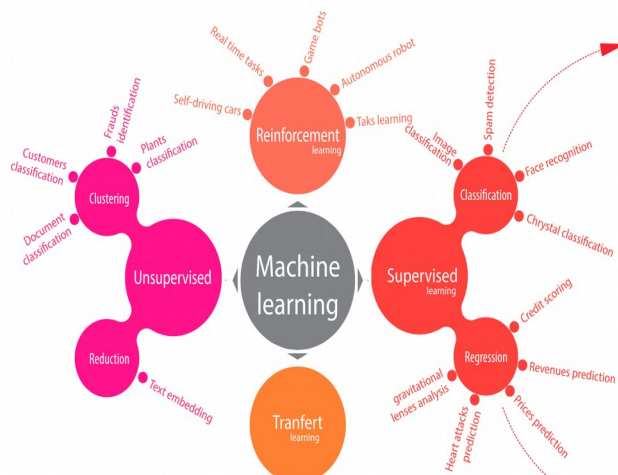 Real time tasks
Game bots
Autonomous robot
Self-driving cars
Taks learning
Reinforcement
learning
Frauds
identification
Plants
classification
Customers
classification
Clustering
Document
classification
Unsupervised
Reduction
Text embedding
Machine
learning
Image
classification
Spam detection
Face recognition
Classification
Chrystal classification
Supervised
learning
Credit scoring
Regression
Revenues prediction
Prices prediction
gravitational
lenses analysis
Heart attacks
prediction
Tranfert
learning